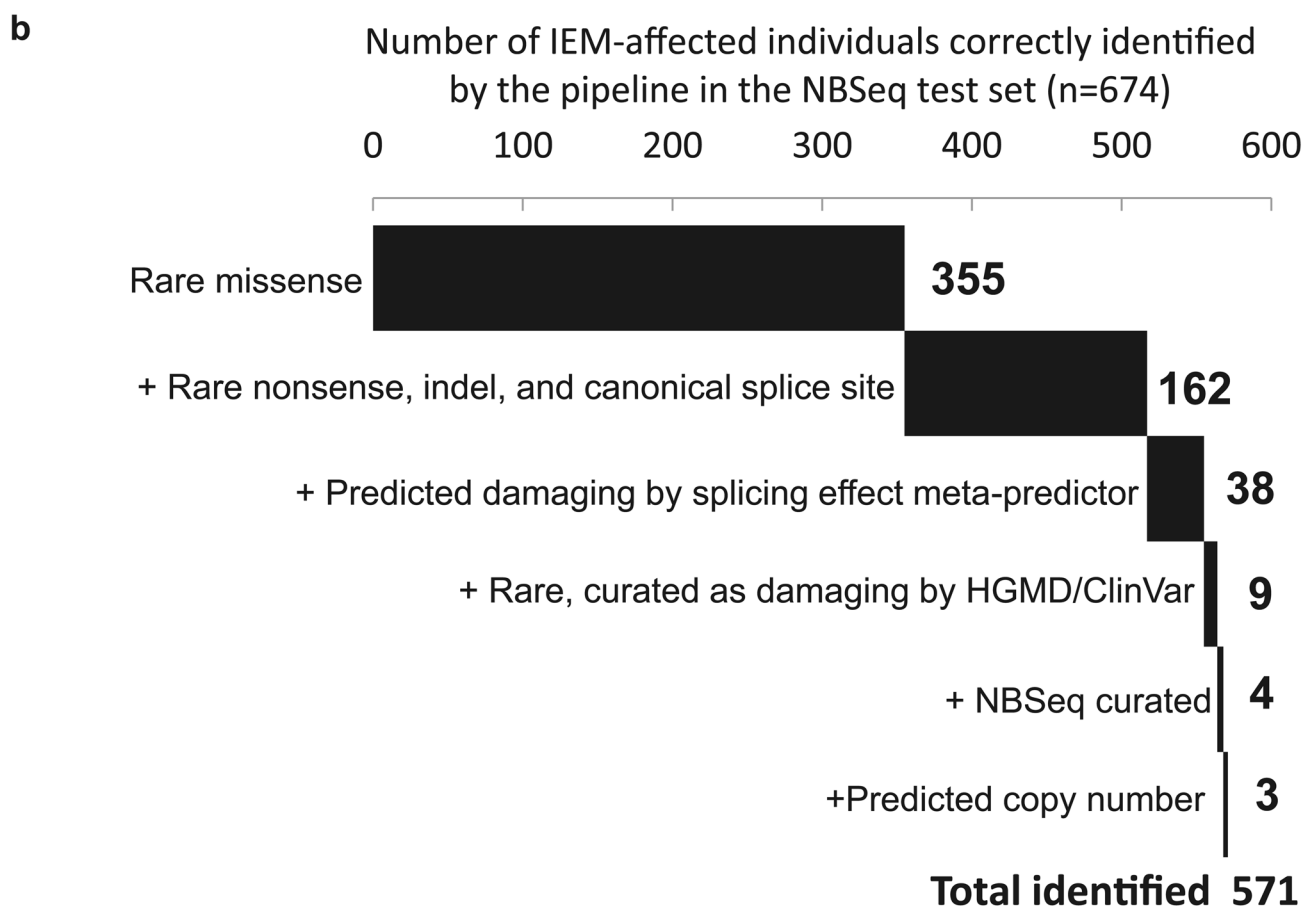 b
Number of IEM-affected individuals correctly identified
by the pipeline in the NBSeq test set (n=674)
0 100 200 300 400 500 600
Rare missense 355
+ Rare nonsense, indel, and canonical splice site 162
+ Predicted damaging by splicing effect meta-predictor 38
+ Rare, curated as damaging by HGMD/ClinVar 9
+ NBSeq curated 4
+Predicted copy number 3
Total identified 571